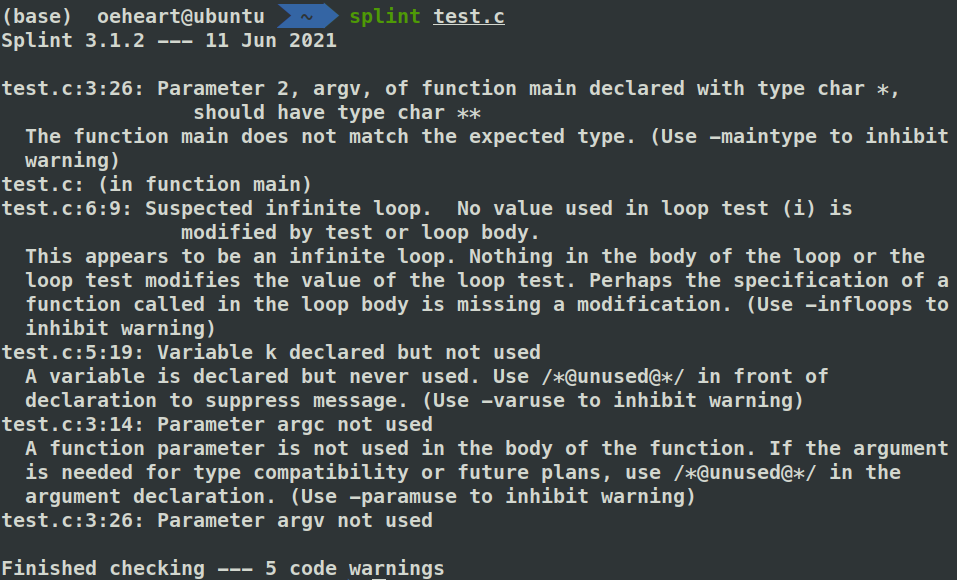 (base) oeheart@ubuntu ~ splint test.c
Splint 3.1.2 --- 11 Jun 2021

test.c:3:26: Parameter 2, argv, of function main declared with type char *,
                should have type char **
  The function main does not match the expected type. (Use -maintype to inhibit
  warning)
test.c: (in function main)
test.c:6:9: Suspected infinite loop.  No value used in loop test (i) is
               modified by test or loop body.
  This appears to be an infinite loop. Nothing in the body of the loop or the
  loop test modifies the value of the loop test. Perhaps the specification of a
  function called in the loop body is missing a modification. (Use -infloops to
  inhibit warning)
test.c:5:19: Variable k declared but not used
  A variable is declared but never used. Use /*@unused@*/ in front of
  declaration to suppress message. (Use -varuse to inhibit warning)
test.c:3:14: Parameter argc not used
  A function parameter is not used in the body of the function. If the argument
  is needed for type compatibility or future plans, use /*@unused@*/ in the
  argument declaration. (Use -paramuse to inhibit warning)
test.c:3:26: Parameter argv not used

Finished checking --- 5 code warnings